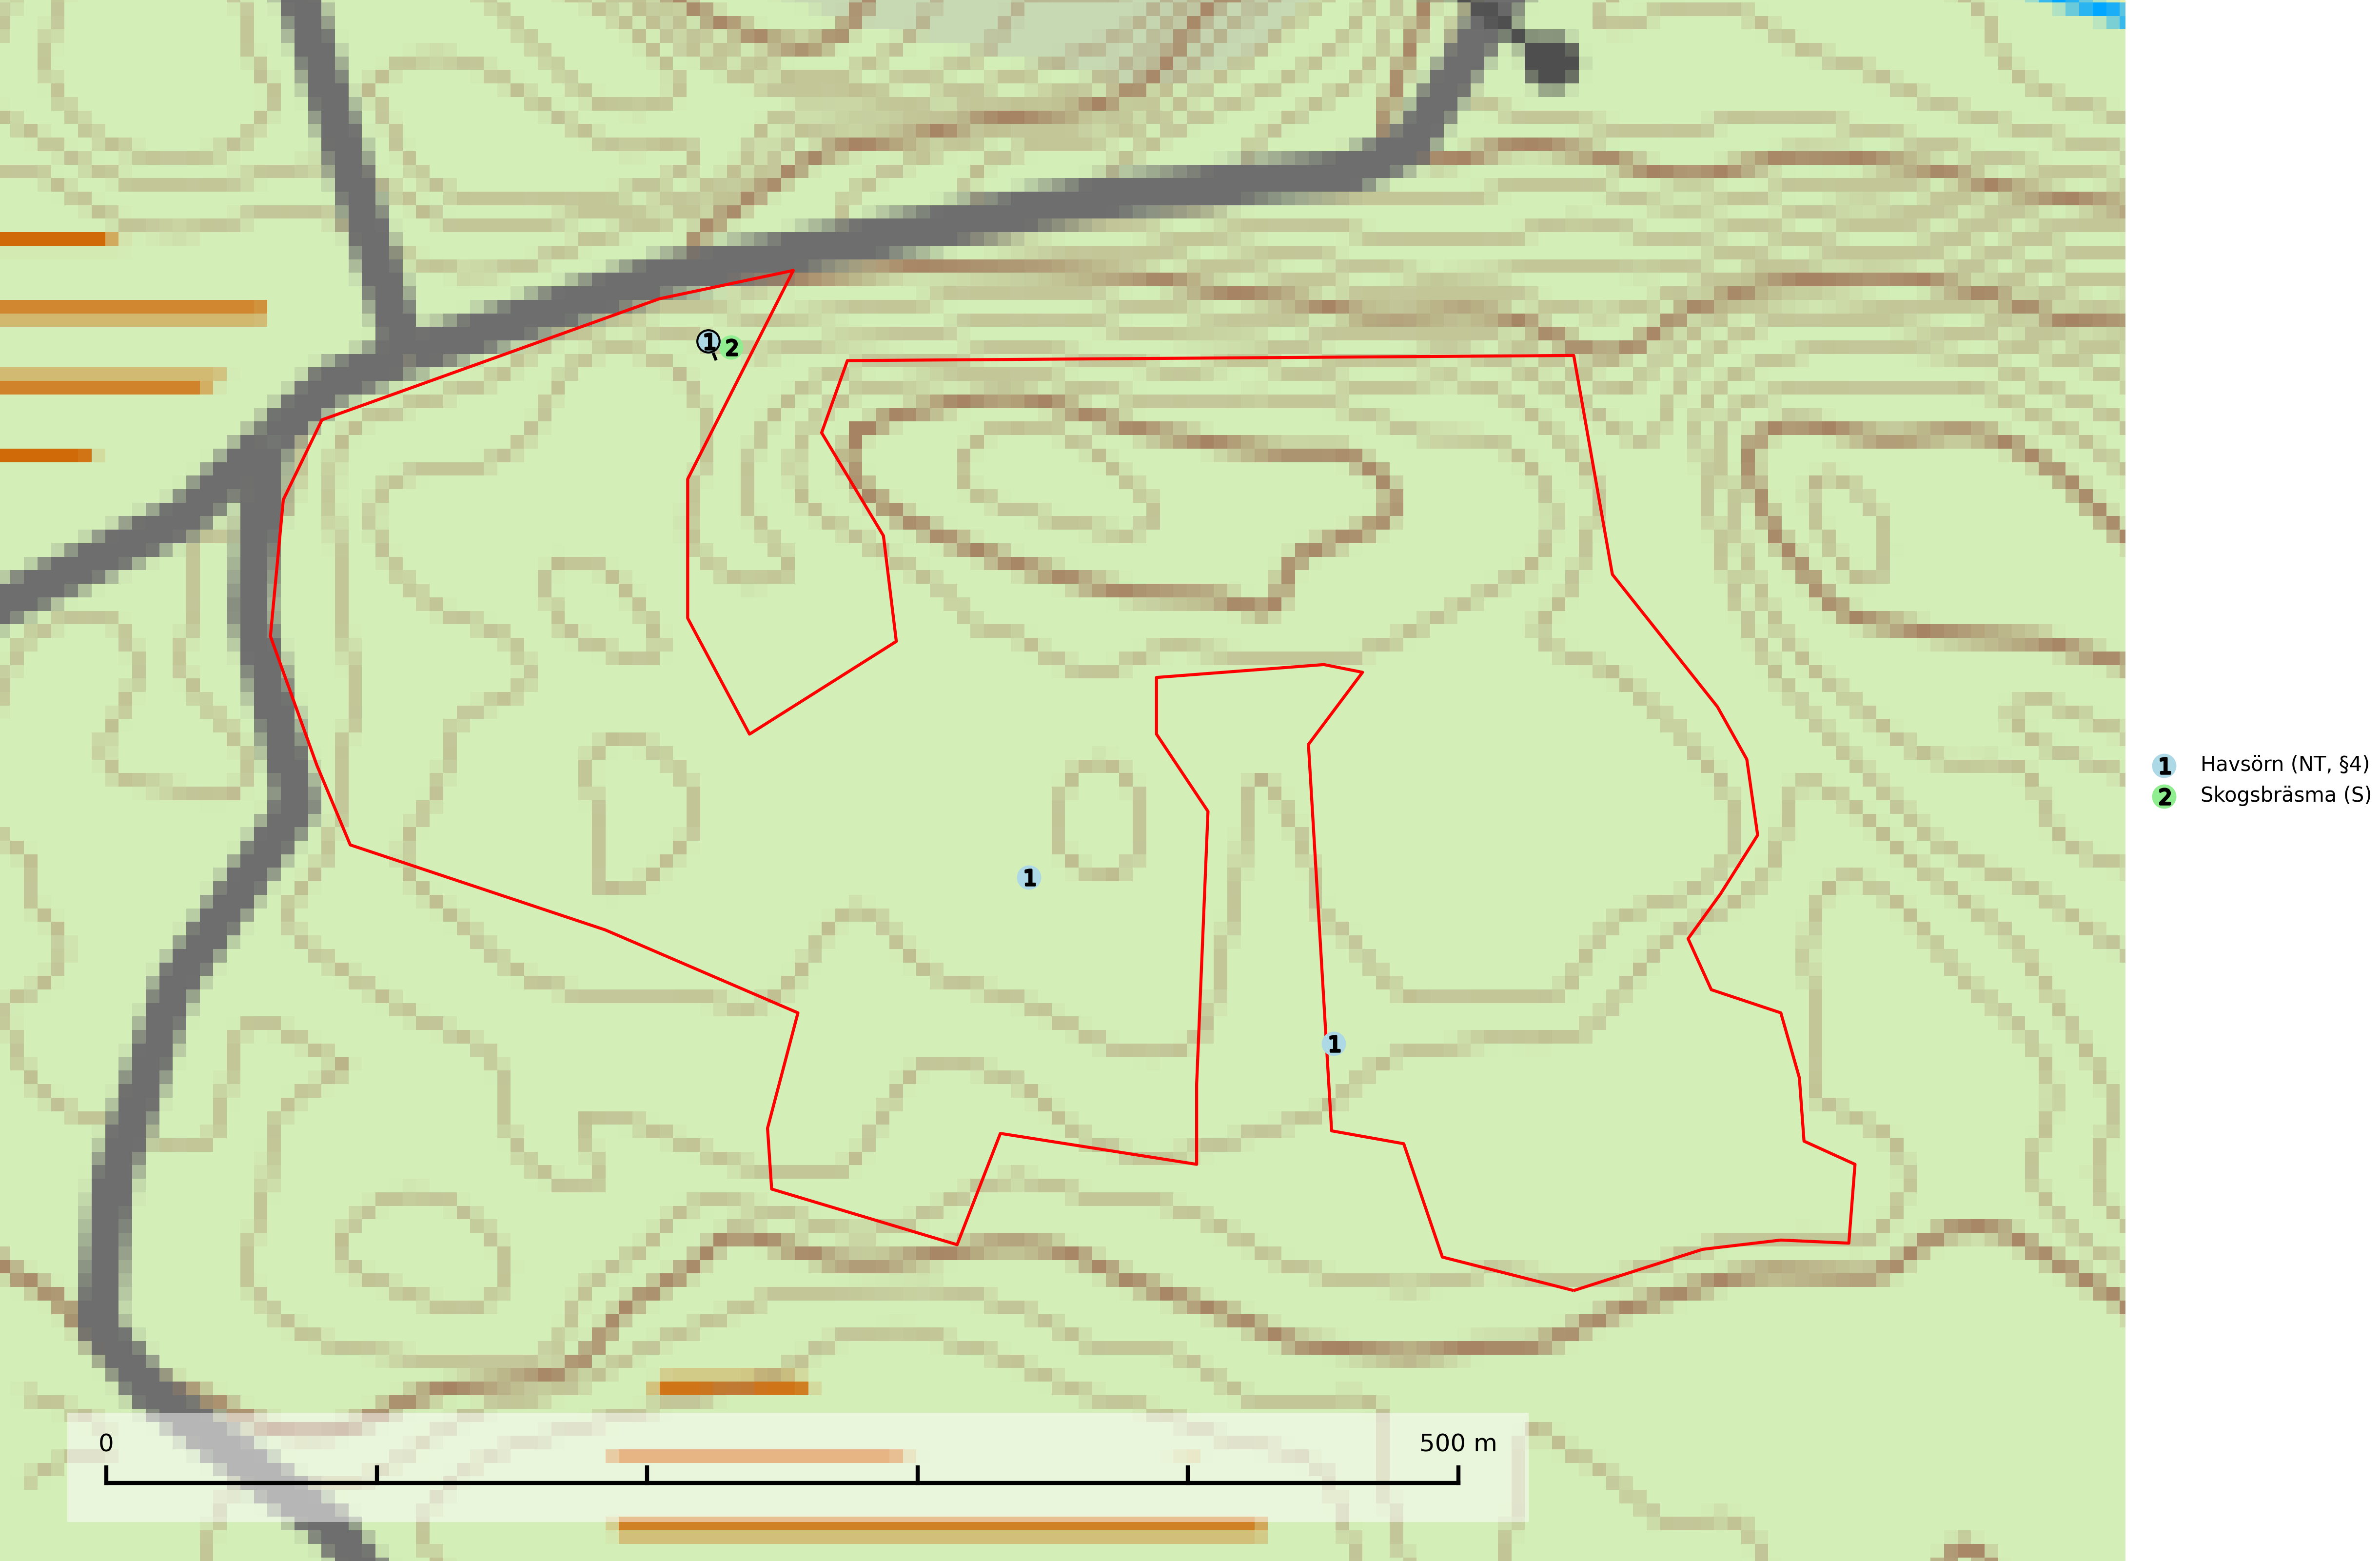 1 2
1
1
1 Havsörn (NT, §4)
2 Skogsbräsma (S)
0 500 m